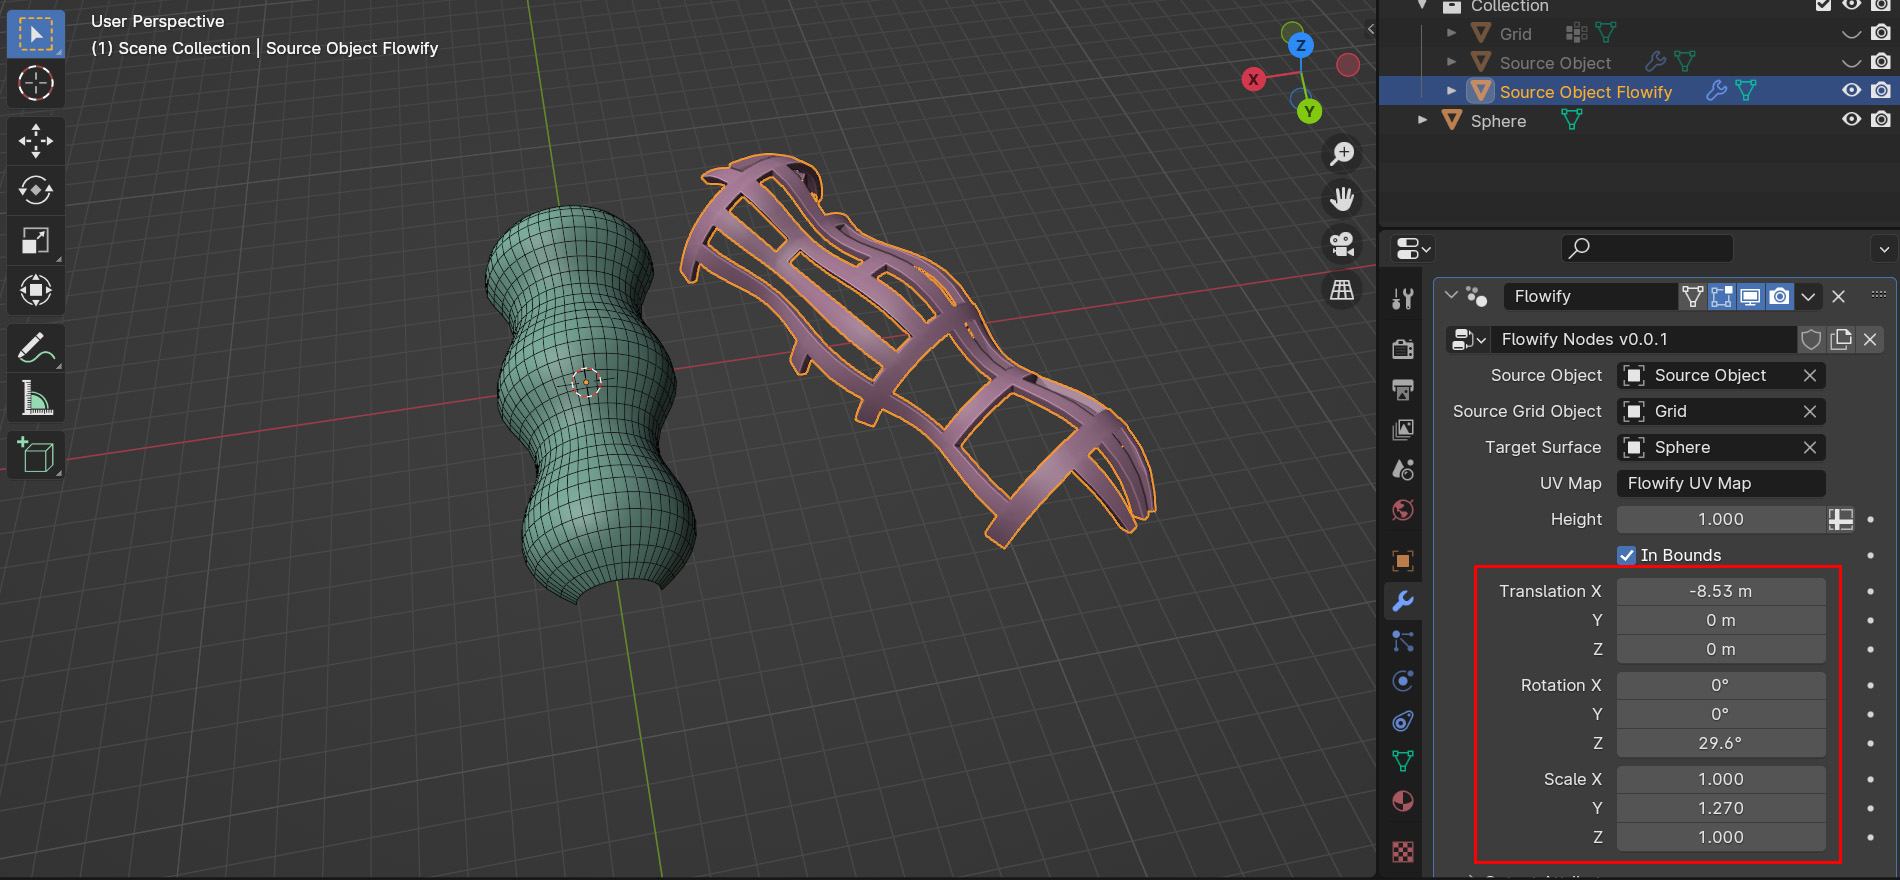 User Perspective
(1) Scene Collection | Source Object Flowify
Z
X
Y
Collection
Grid
Source Object
Source Object Flowify
Sphere
Flowify
Flowify Nodes v0.0.1
Source Object Source Object
Source Grid Object Grid
Target Surface Sphere
UV Map Flowify UV Map
Height 1.000
In Bounds
Translation X -8.53 m
Y 0 m
Z 0 m
Rotation X 0°
Y 0°
Z 29.6°
Scale X 1.000
Y 1.270
Z 1.000